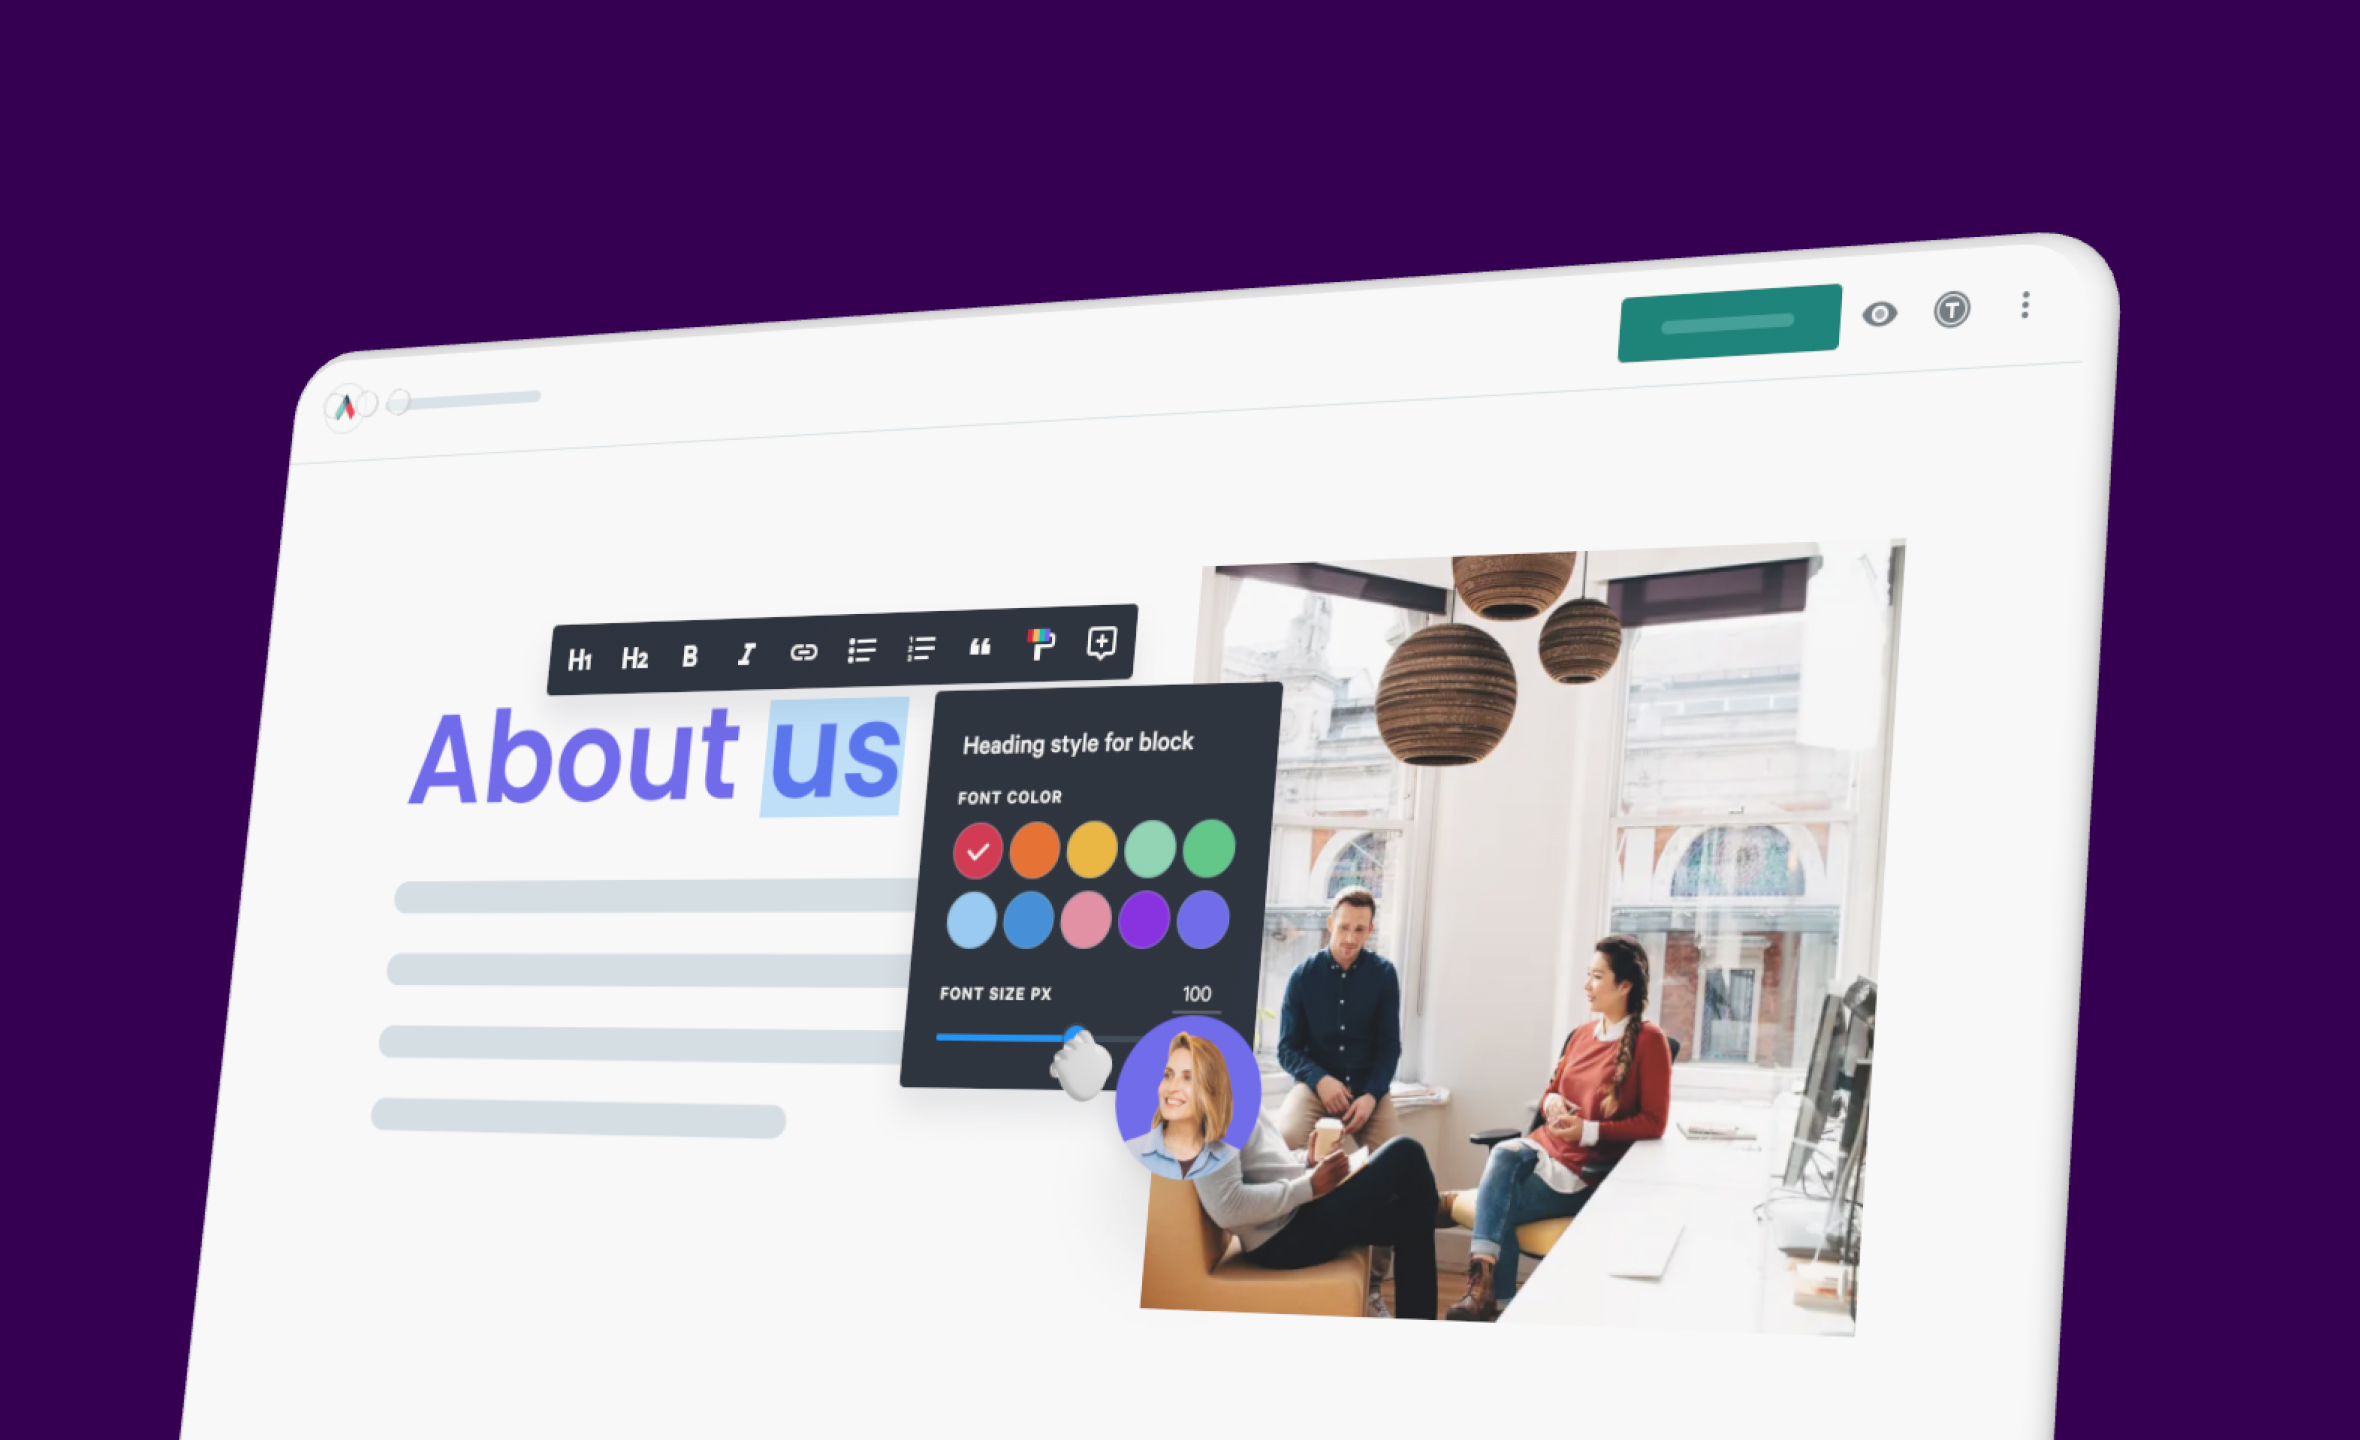 T
H1 H2 B I
About us
Heading style for block
FONT COLOR
FONT SIZE PX 100